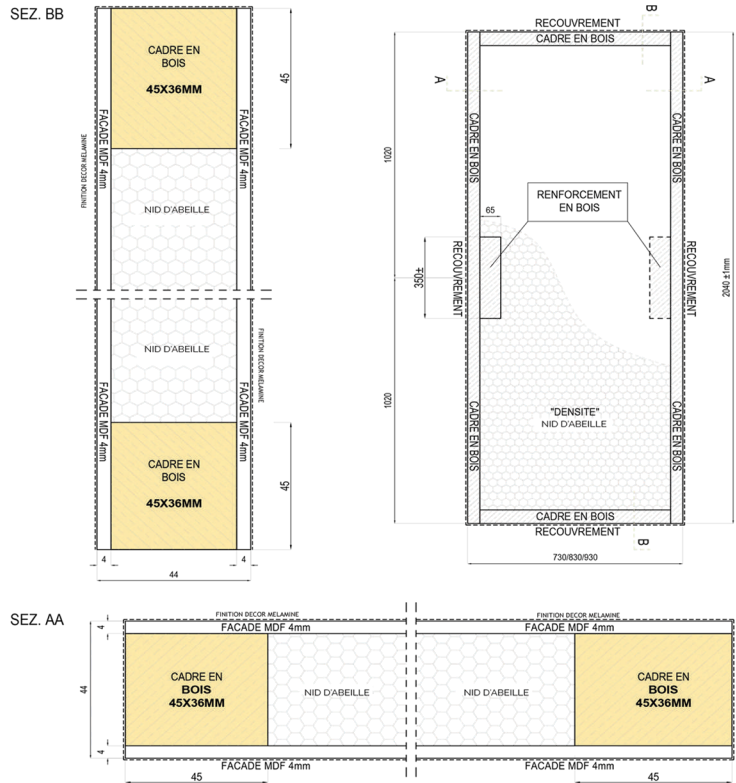 SEZ. BB
CADRE EN
BOIS
45X36MM
45
FACADE MDF 4mm
FACADE MDF 4mm
FINITION DECOR MELAMINE
NID D'ABEILLE
NID D'ABEILLE
FINITION DECOR MELAMINE
FACADE MDF 4mm
FACADE MDF 4mm
CADRE EN
BOIS
45X36MM
45
4
4
44
B
RECOUVREMENT
CADRE EN BOIS
B
A
A
CADRE EN BOIS
CADRE EN BOIS
1020
RENFORCEMENT
EN BOIS
65
350±
RECOUVREMENT
RECOUVREMENT
2040 ±1mm
1020
CADRE EN BOIS
CADRE EN BOIS
"DENSITE"
NID D'ABEILLE
CADRE EN BOIS
RECOUVREMENT
B
730/830/930
SEZ. AA
FINITION DECOR MELAMINE
FACADE MDF 4mm
FINITION DECOR MELAMINE
FACADE MDF 4mm
4
44
4
CADRE EN
BOIS
45X36MM
NID D'ABEILLE
NID D'ABEILLE
CADRE EN
BOIS
45X36MM
FACADE MDF 4mm
FACADE MDF 4mm
45
45